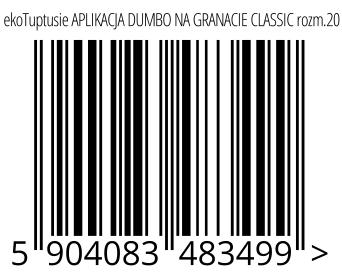 ekoTuptusie APLIKACJA DUMBO NA GRANACIE CLASSIC rozm.20
5 904083 483499 >